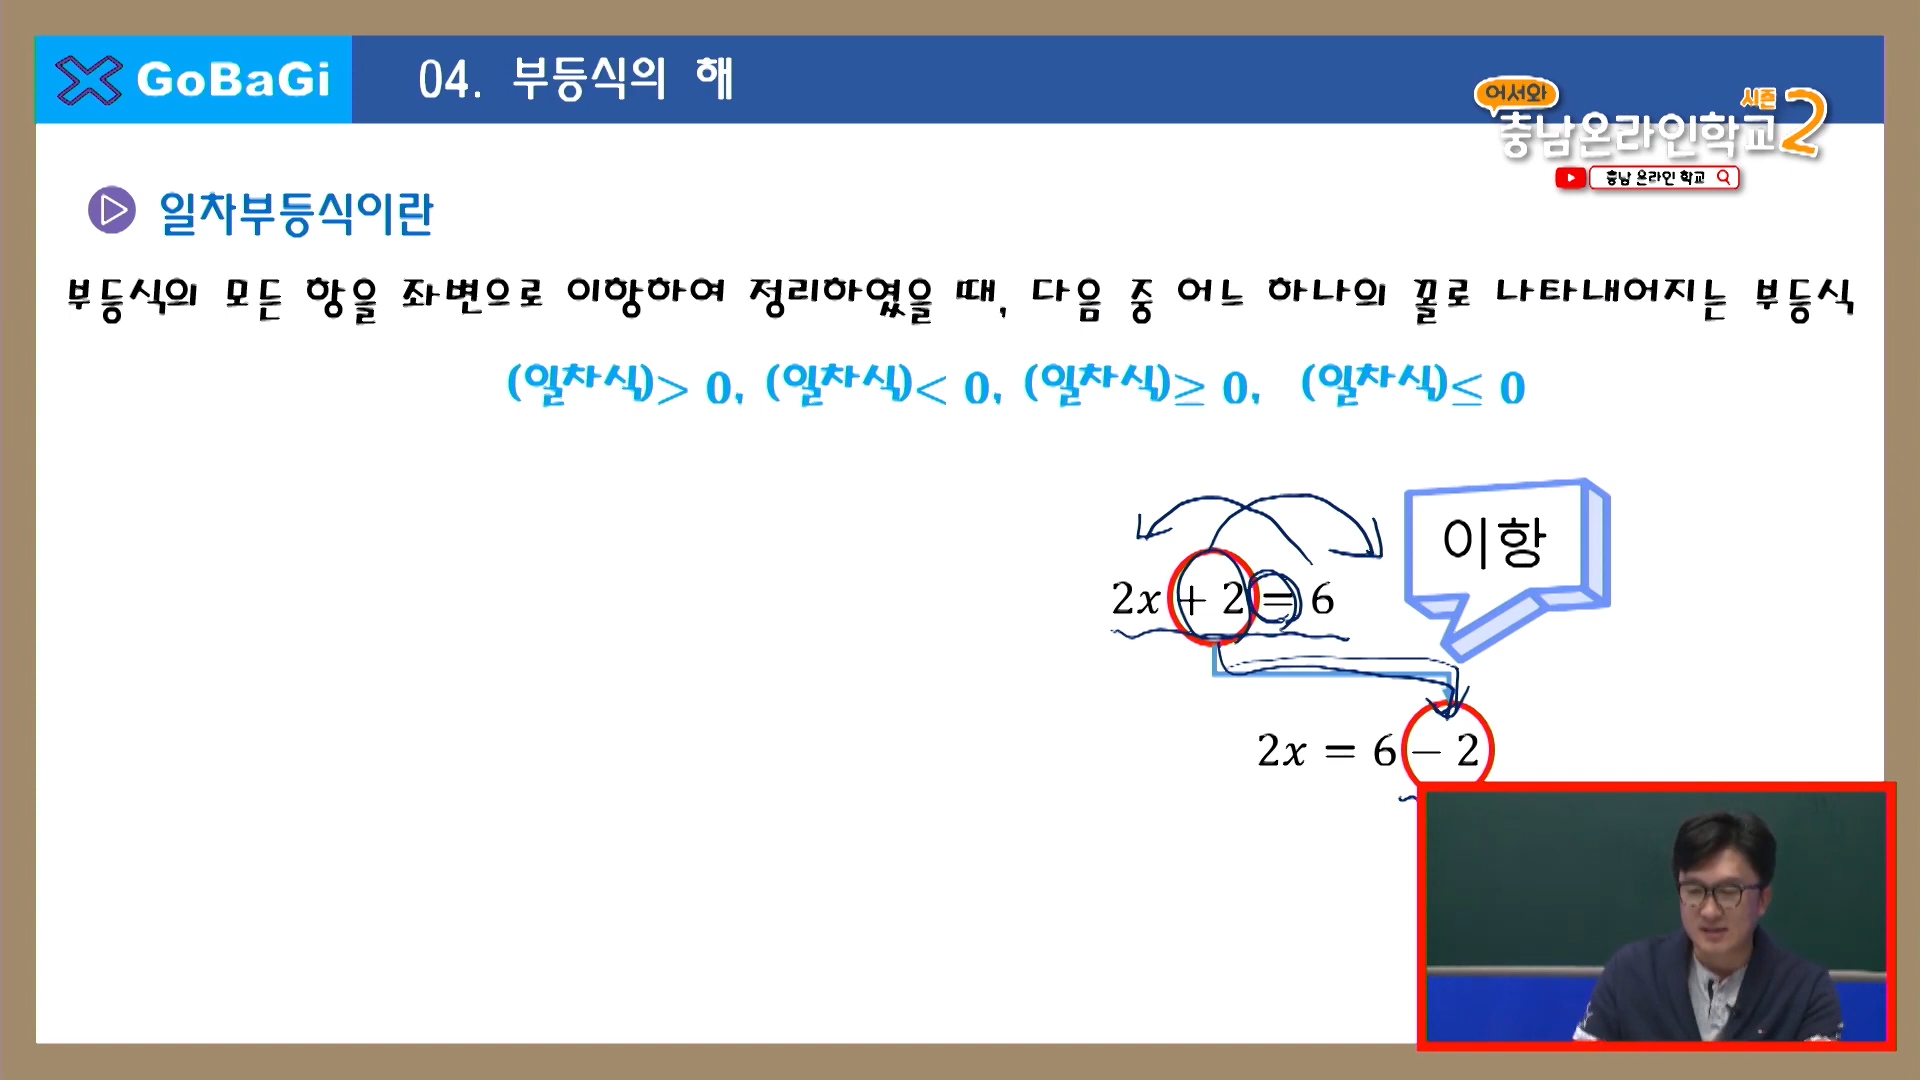 GoBaGi
04. 부등식의 해
어서와
시즌
충남온라인학교2
충남 온라인 학교
일차부등식이란
부등식의 모든 항을 좌변으로 이항하여 정리하였을 때, 다음 중 어느 하나의 꼴로 나타내어지는 부등식
(일차식)> 0, (일차식)< 0, (일차식)≥ 0, (일차식)≤ 0
이항
2x + 2 = 6
2x = 6 − 2